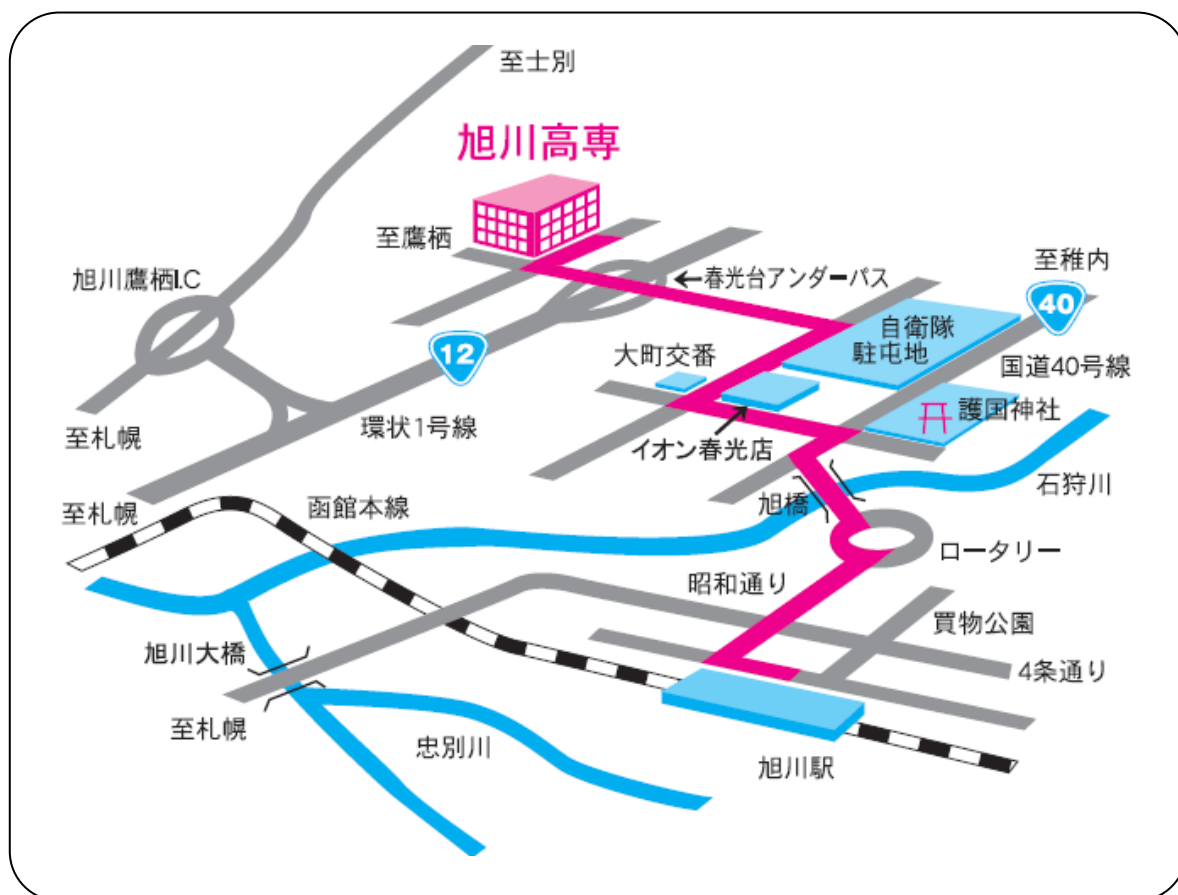 至士別
旭川高専
至鷹栖
旭川鷹栖I.C
←春光台アンダーパス
至稚内
40
自衛隊
駐屯地
12
大町交番
国道40号線
護国神社
至札幌
環状1号線
イオン春光店
石狩川
至札幌
函館本線
旭橋
ロータリー
昭和通り
買物公園
旭川大橋
4条通り
至札幌
忠別川
旭川駅